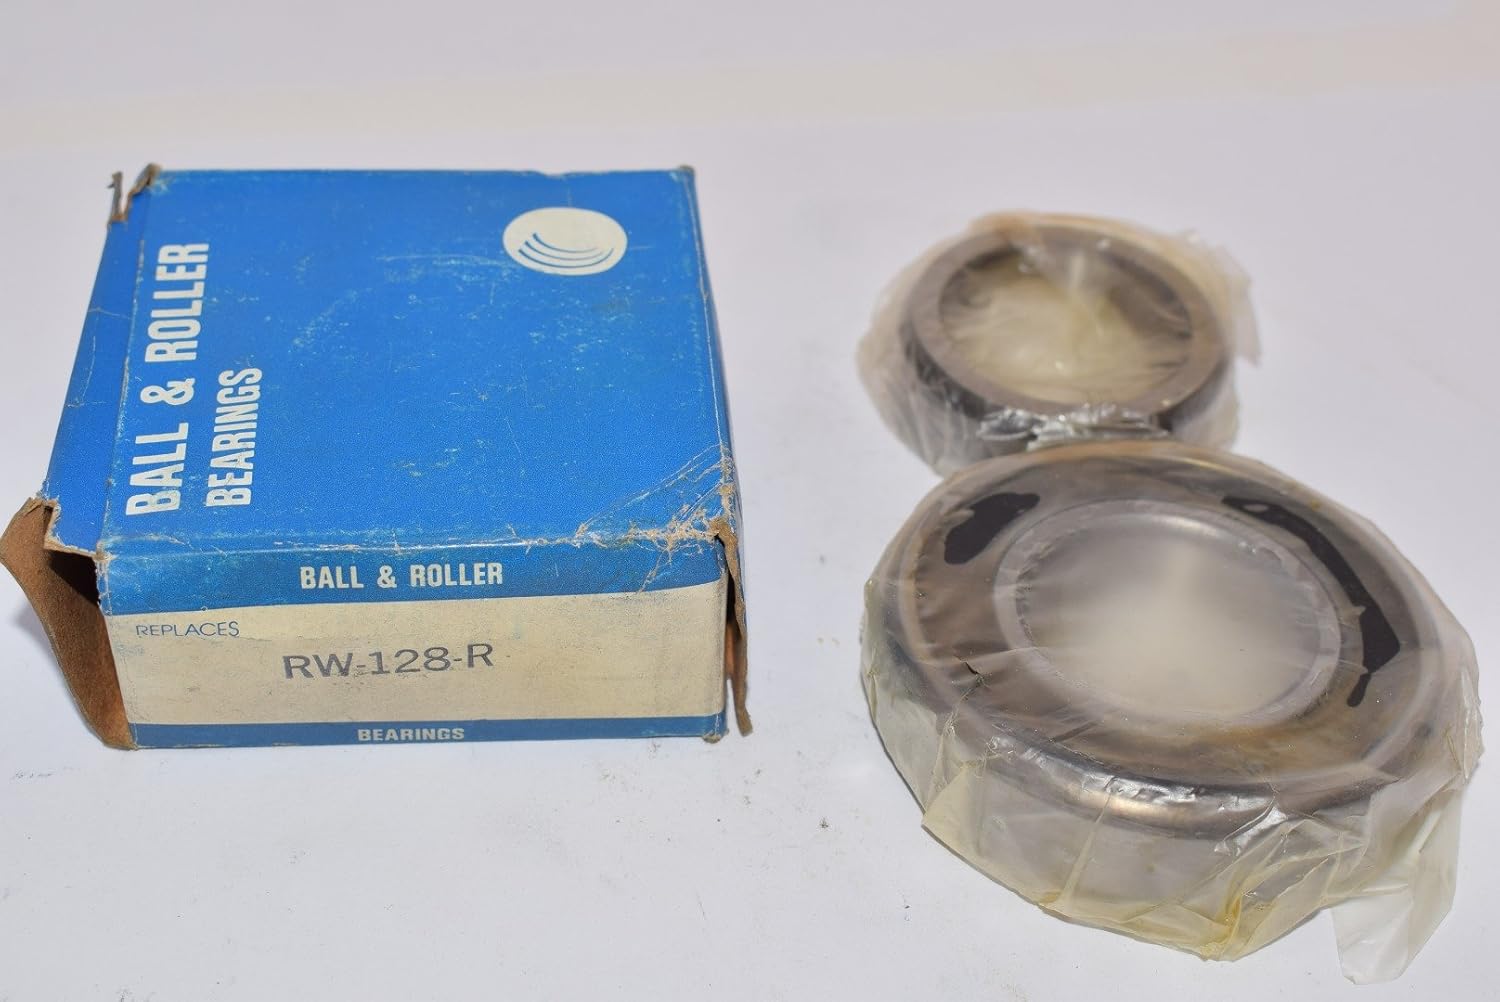 BALL & ROLLER
BEARINGS
BALL & ROLLER
REPLACES
RW-128-R
BEARINGS